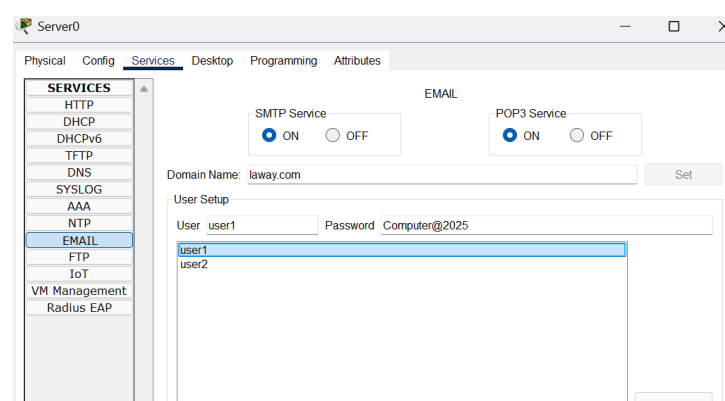 Server0
Physical Config Services Desktop Programming Attributes
SERVICES
HTTP
DHCP
DHCPv6
TFTP
DNS
SYSLOG
AAA
NTP
EMAIL
FTP
IoT
VM Management
Radius EAP
EMAIL
SMTP Service
ON OFF
POP3 Service
ON OFF
Domain Name: laway.com Set
User Setup
User user1 Password Computer@2025
user1
user2